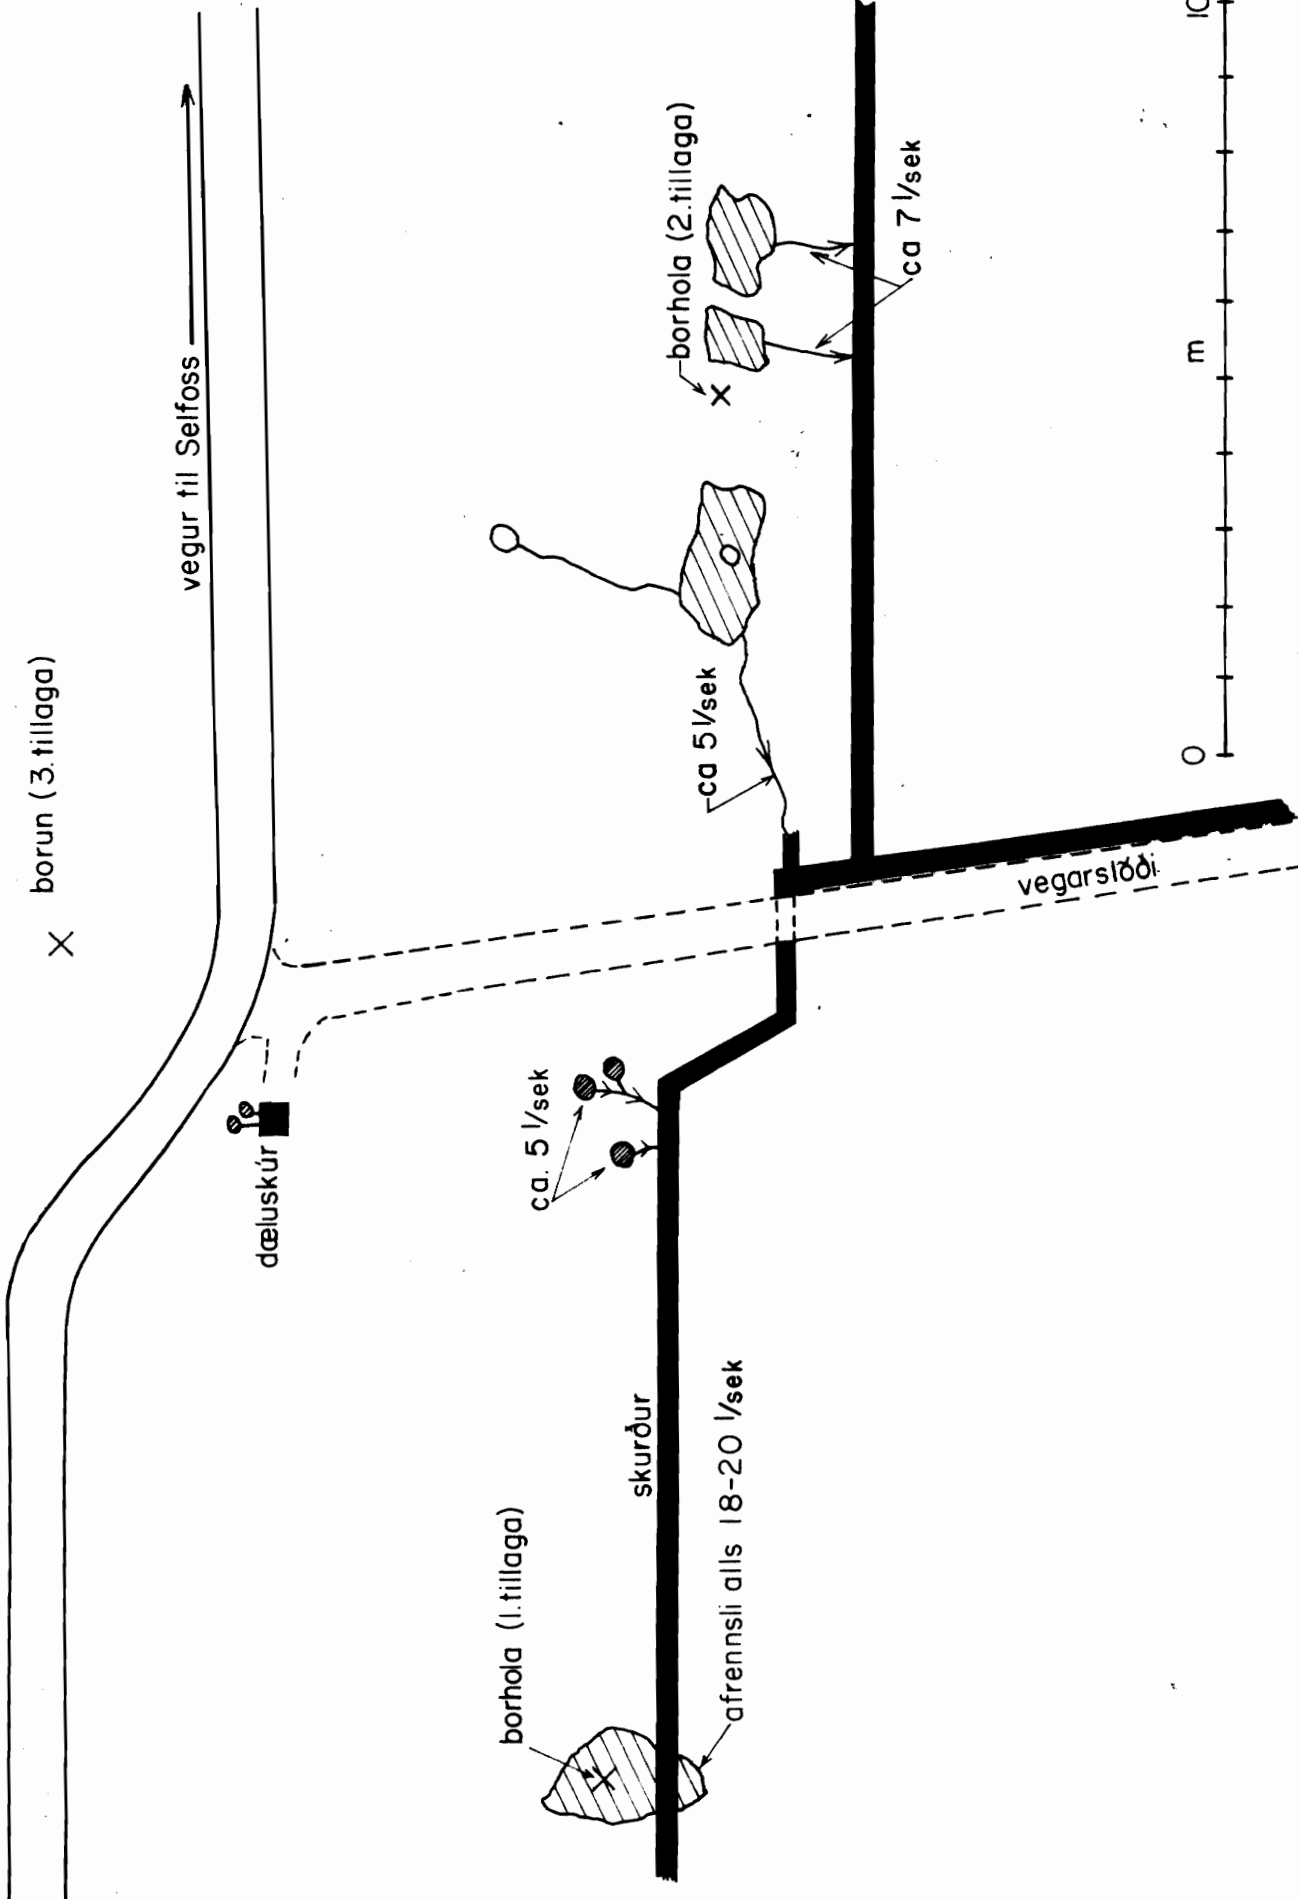 borun (3. tillaga)
vegur til Selfoss
dæluskúr
borhola (1. tillaga)
ca. 5 l/sek
skurður
borhola (2. tillaga)
ca 5 l/sek
afrennsli alls 18-20 l/sek
ca 7 l/sek
vegarslóði
0
m
10